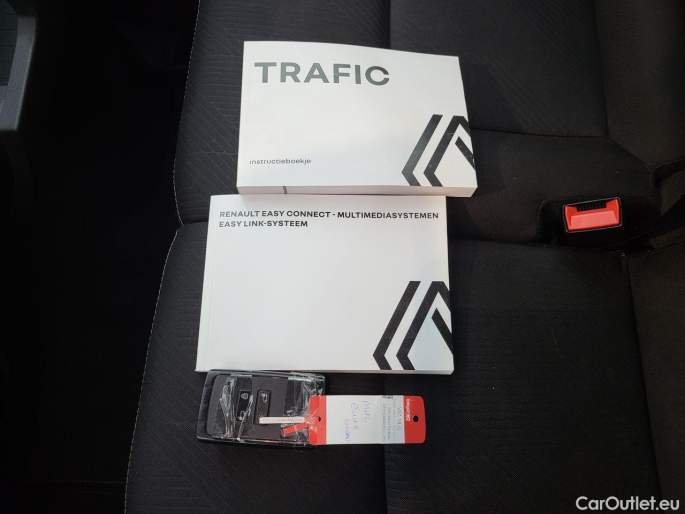 TRAFIC
instructieboekje
RENAULT EASY CONNECT - MULTIMEDIASYSTEMEN
EASY LINK-SYSTEEM
CarOutlet.eu